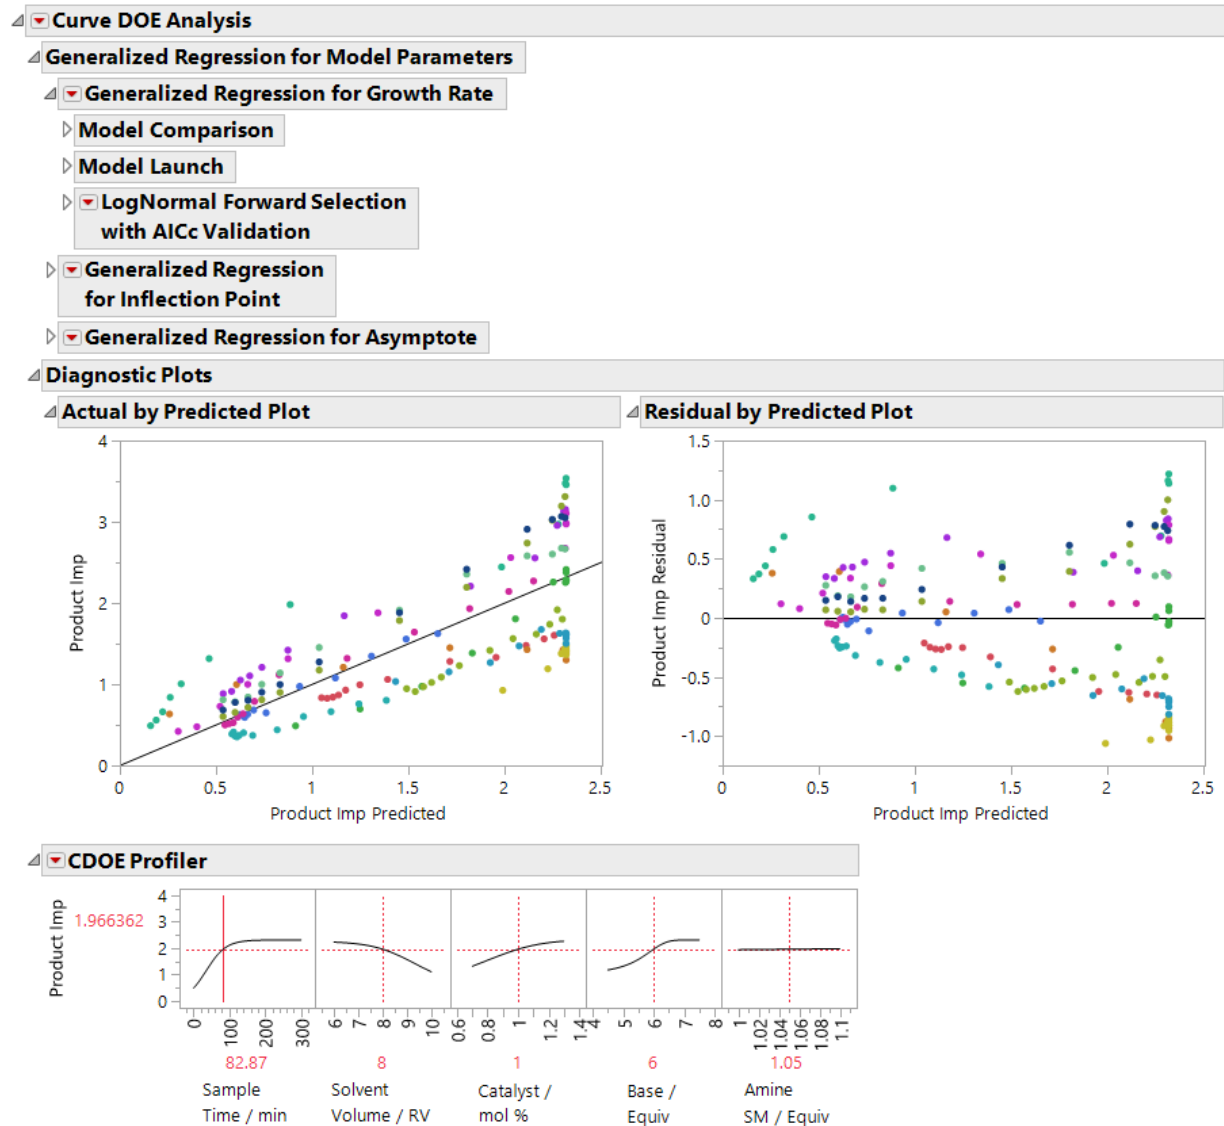 Curve DOE Analysis
Generalized Regression for Model Parameters
Generalized Regression for Growth Rate
Model Comparison
Model Launch
LogNormal Forward Selection
with AICc Validation
Generalized Regression
for Inflection Point
Generalized Regression for Asymptote
Diagnostic Plots
Actual by Predicted Plot
Residual by Predicted Plot
4
3
2
1
0
Product Imp
0 0.5 1 1.5 2 2.5
Product Imp Predicted
1.5
1.0
0.5
0
-0.5
-1.0
Product Imp Residual
0 0.5 1 1.5 2 2.5
Product Imp Predicted
CDOE Profiler
Product Imp
1.966362
4
3
2
1
0
0 100 200 300
6 7 8 9 10
0.6 0.8 1 1.2 1.4
4 5 6 7 8
1 1.02 1.04 1.06 1.08 1.1
82.87 8 1 6 1.05
Sample Solvent Catalyst / Base / Amine
Time / min Volume / RV mol % Equiv SM / Equiv